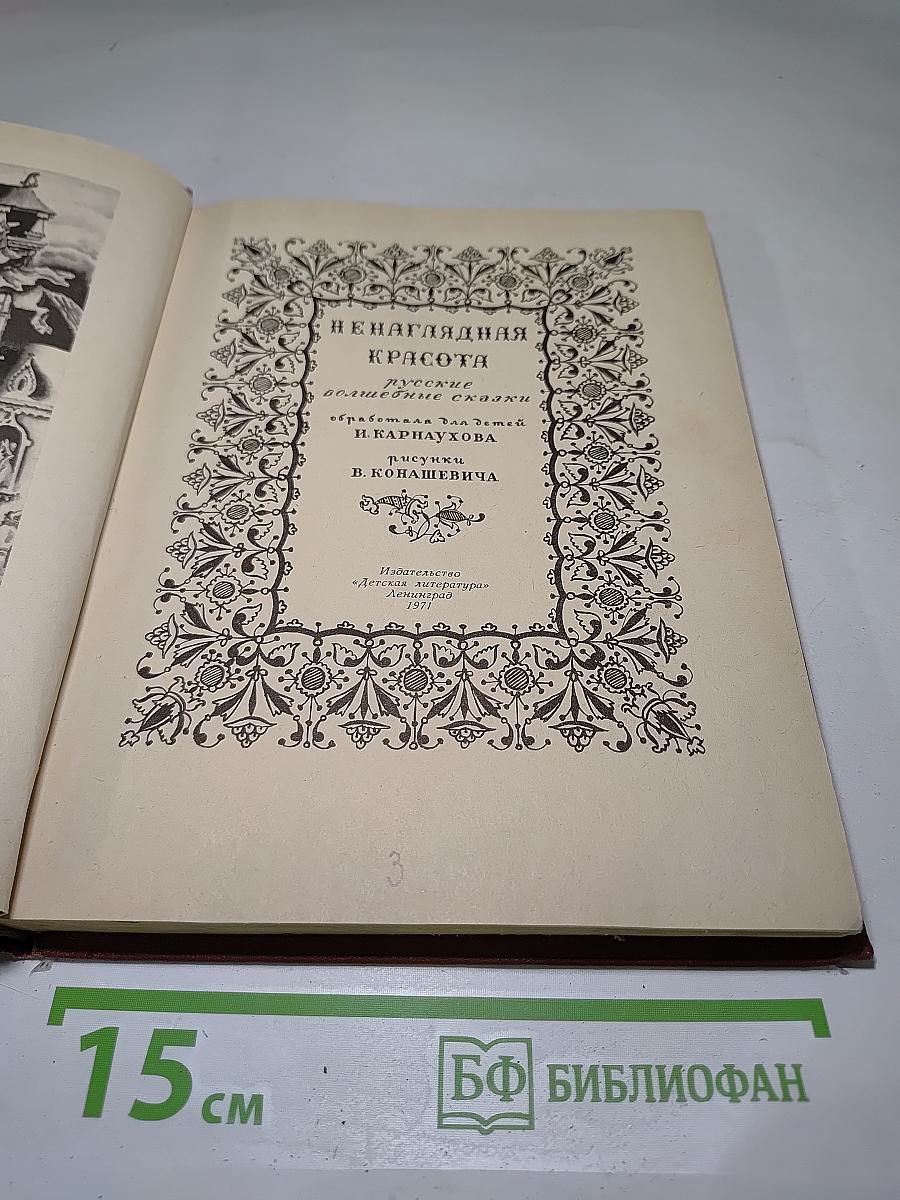 НЕНАГЛЯДНАЯ
КРАСОТА
русские
волшебные сказки
обработала для детей
И. КАРНАУХОВА
рисунки
В. КОНАШЕВИЧА
Издательство
«Детская литература»
Ленинград
1971
3
15 см
БФ БИБЛИОФАН